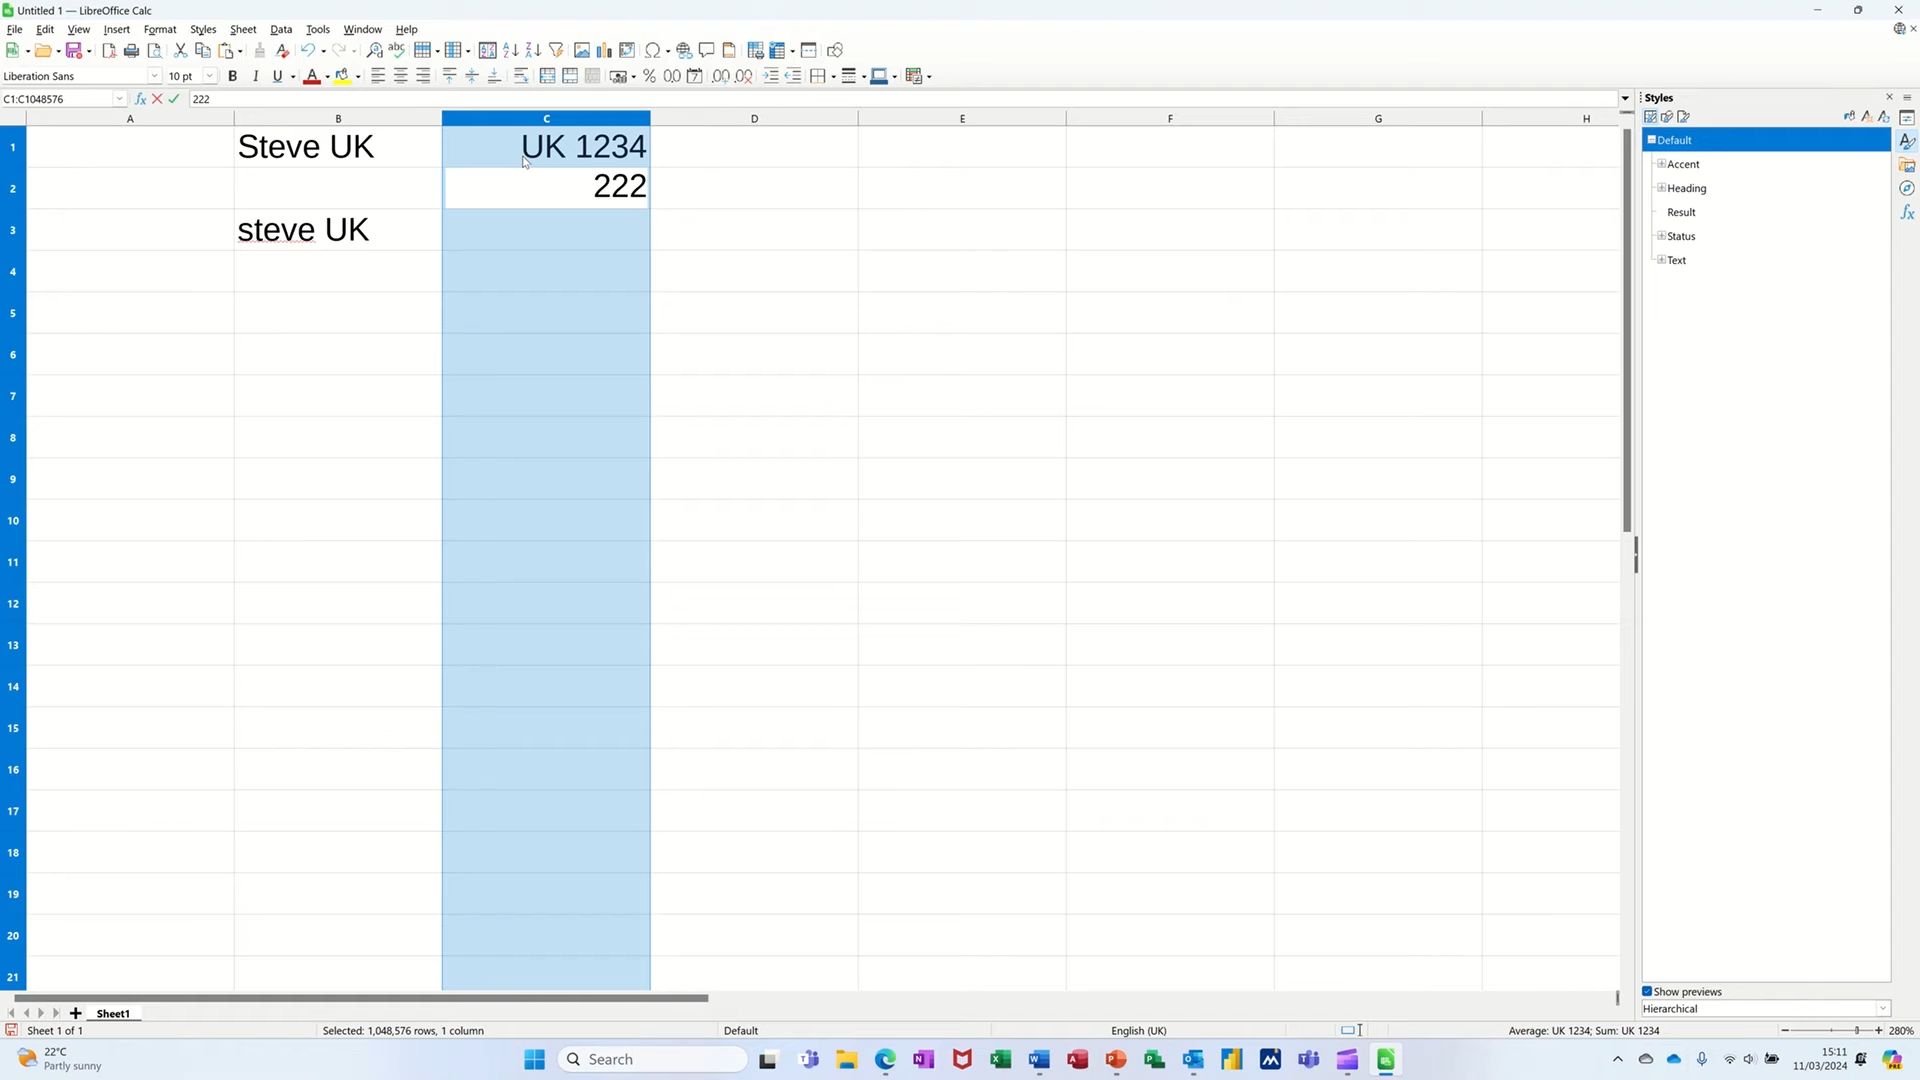 Untitled 1 — LibreOffice Calc
File Edit View Insert Format Styles Sheet Data Tools Window Help
Liberation Sans 10 pt
C1:C1048576 222
A B C D E F G H
1 Steve UK UK 1234
2 222
3 steve UK
4
5
6
7
8
9
10
11
12
13
14
15
16
17
18
19
20
21
Styles
Default
Accent
Heading
Result
Status
Text
Show previews
Hierarchical
Sheet1
Sheet 1 of 1 Selected: 1,048,576 rows, 1 column Default English (UK) Average: UK 1234; Sum: UK 1234 280%
22°C
Partly sunny
Search
15:11
11/03/2024